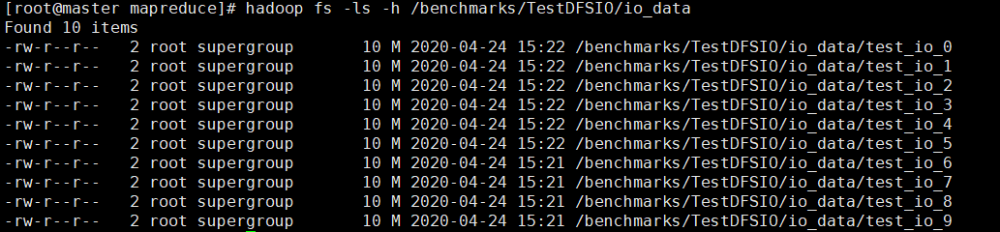 [root@master mapreduce]# hadoop fs -ls -h /benchmarks/TestDFSIO/io_data
Found 10 items
-rw-r--r--   2 root supergroup       10 M 2020-04-24 15:22 /benchmarks/TestDFSIO/io_data/test_io_0
-rw-r--r--   2 root supergroup       10 M 2020-04-24 15:22 /benchmarks/TestDFSIO/io_data/test_io_1
-rw-r--r--   2 root supergroup       10 M 2020-04-24 15:22 /benchmarks/TestDFSIO/io_data/test_io_2
-rw-r--r--   2 root supergroup       10 M 2020-04-24 15:22 /benchmarks/TestDFSIO/io_data/test_io_3
-rw-r--r--   2 root supergroup       10 M 2020-04-24 15:22 /benchmarks/TestDFSIO/io_data/test_io_4
-rw-r--r--   2 root supergroup       10 M 2020-04-24 15:22 /benchmarks/TestDFSIO/io_data/test_io_5
-rw-r--r--   2 root supergroup       10 M 2020-04-24 15:21 /benchmarks/TestDFSIO/io_data/test_io_6
-rw-r--r--   2 root supergroup       10 M 2020-04-24 15:21 /benchmarks/TestDFSIO/io_data/test_io_7
-rw-r--r--   2 root supergroup       10 M 2020-04-24 15:21 /benchmarks/TestDFSIO/io_data/test_io_8
-rw-r--r--   2 root supergroup       10 M 2020-04-24 15:21 /benchmarks/TestDFSIO/io_data/test_io_9